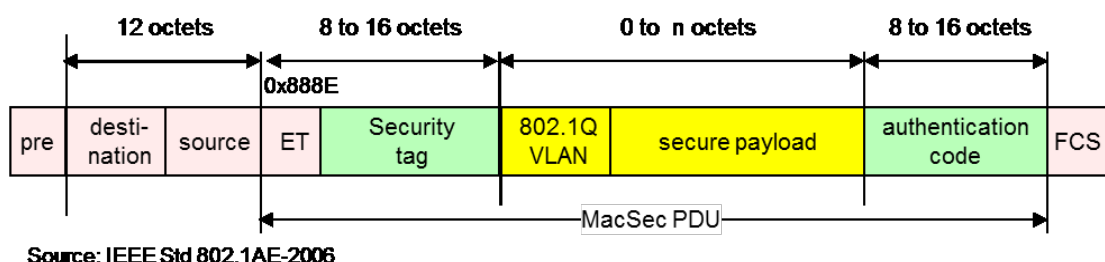 12 octets 8 to 16 octets 0 to n octets 8 to 16 octets
0x888E
pre desti-
nation source ET Security
tag 802.1Q
VLAN secure payload authentication
code FCS
MacSec PDU
Source: IEEE Std 802.1AE-2006